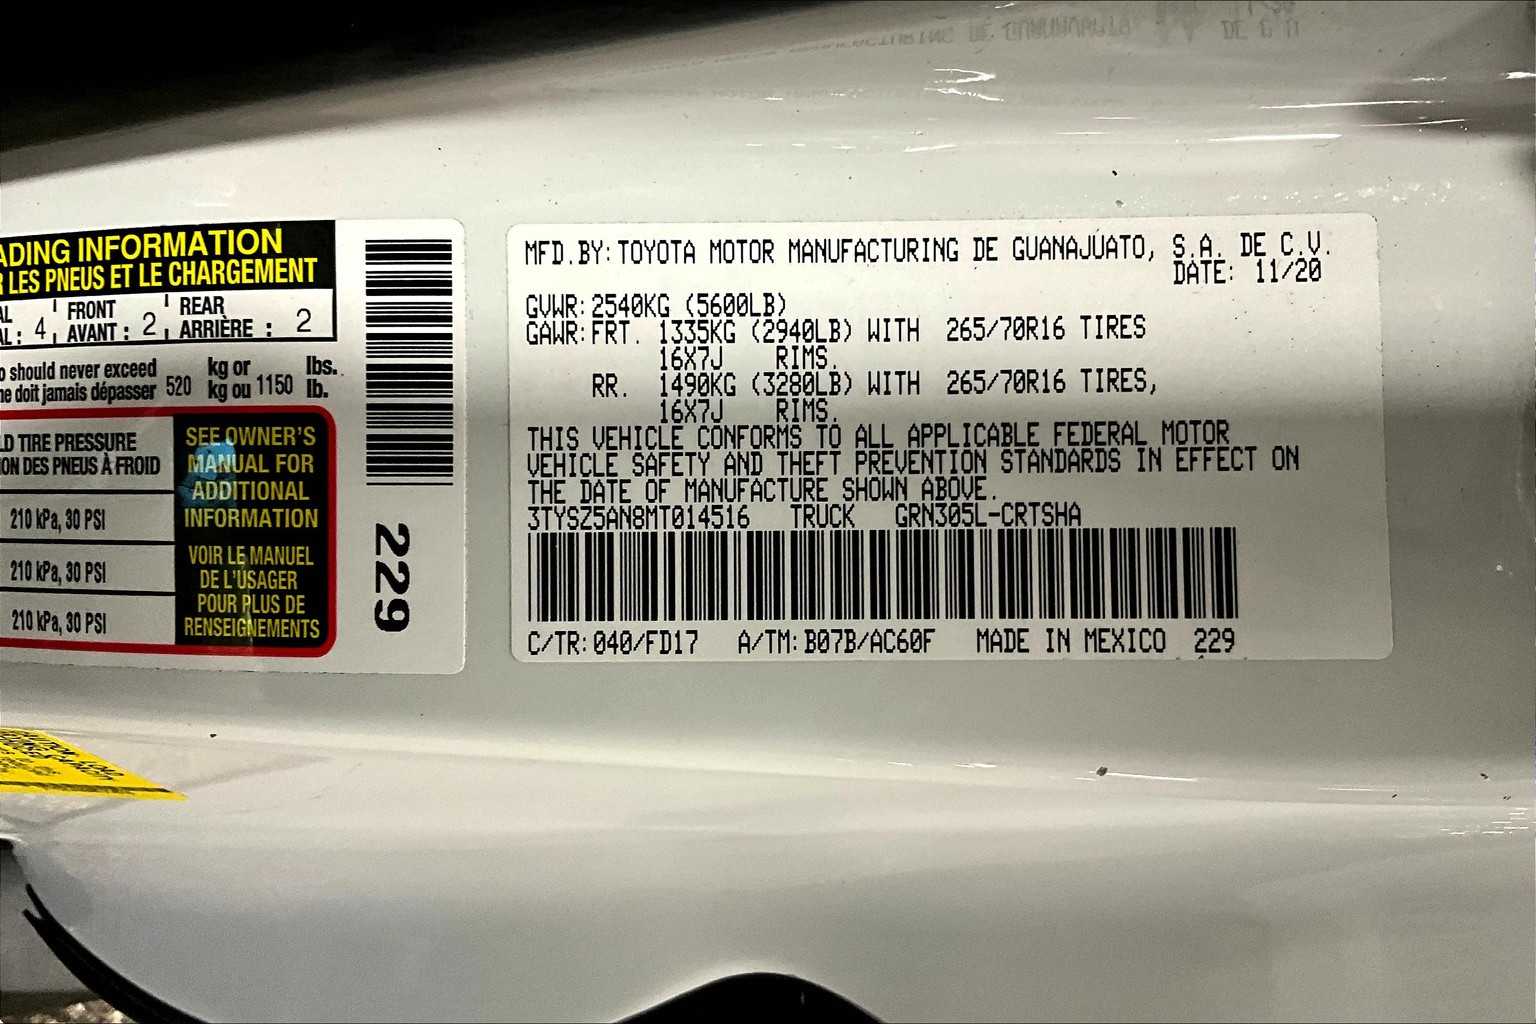 ADING INFORMATION
R LES PNEUS ET LE CHARGEMENT
AL FRONT REAR
AL: 4 AVANT: 2 ARRIÈRE : 2
o should never exceed kg or lbs.
ne doit jamais dépasser 520 kg ou 1150 lb.
LD TIRE PRESSURE
ON DES PNEUS À FROID
210 kPa, 30 PSI
210 kPa, 30 PSI
210 kPa, 30 PSI
SEE OWNER'S
MANUAL FOR
ADDITIONAL
INFORMATION
VOIR LE MANUEL
DE L'USAGER
POUR PLUS DE
RENSEIGNEMENTS
229
MFD.BY:TOYOTA MOTOR MANUFACTURING DE GUANAJUATO, S.A. DE C.V.
DATE: 11/20
GVWR:2540KG (5600LB)
GAWR:FRT. 1335KG (2940LB) WITH 265/70R16 TIRES
16X7J RIMS.
RR. 1490KG (3280LB) WITH 265/70R16 TIRES,
16X7J RIMS.
THIS VEHICLE CONFORMS TO ALL APPLICABLE FEDERAL MOTOR
VEHICLE SAFETY AND THEFT PREVENTION STANDARDS IN EFFECT ON
THE DATE OF MANUFACTURE SHOWN ABOVE.
3TYSZ5AN8MT014516 TRUCK GRN305L-CRTSHA
C/TR:040/FD17 A/TM:B07B/AC60F MADE IN MEXICO 229